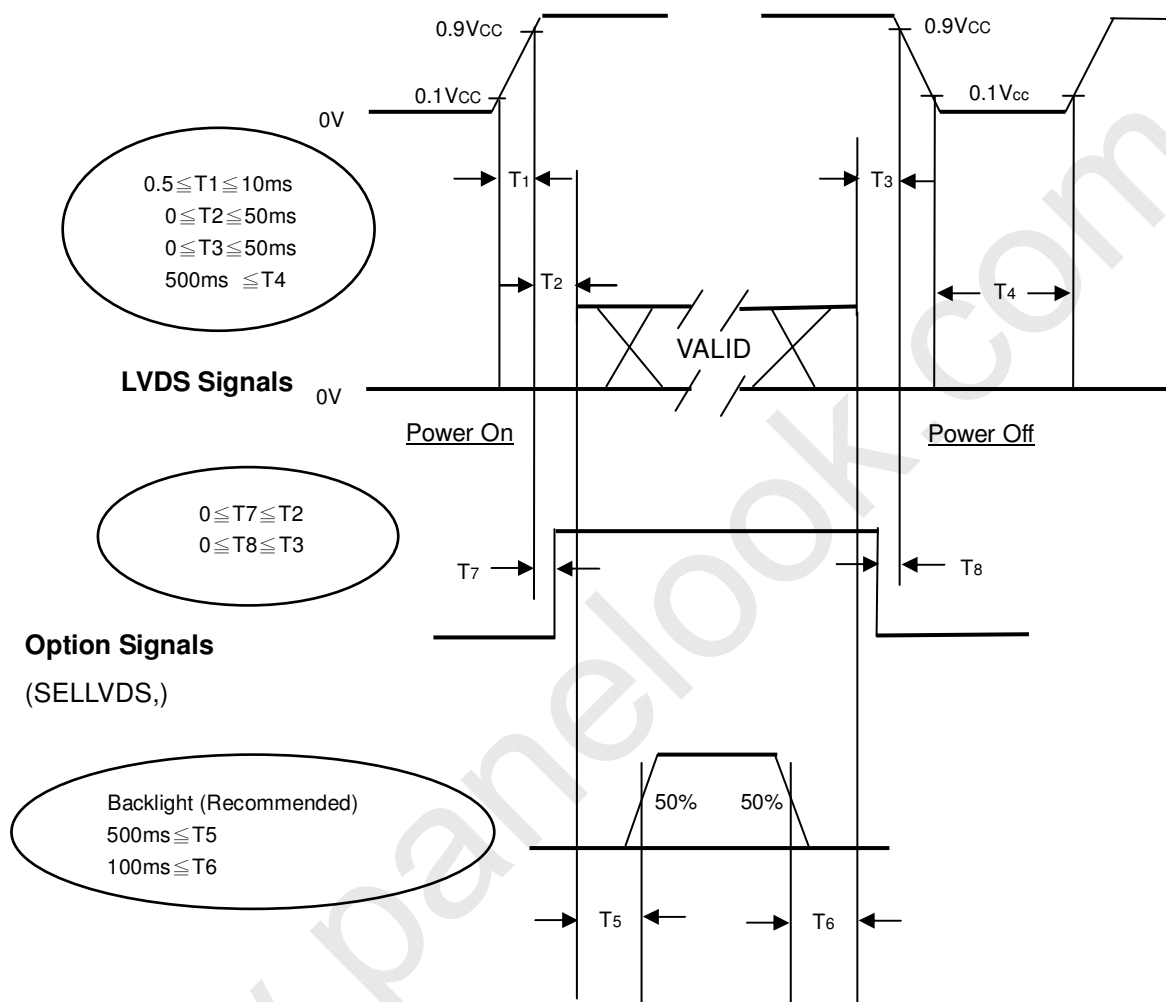 0.9VCC
0.9VCC
0.1VCC
0.1Vcc
0V
0.5≦T1≦10ms
0≦T2≦50ms
0≦T3≦50ms
500ms ≦T4
T1
T3
T2
T4
VALID
LVDS Signals
0V
Power On
Power Off
0≦T7≦T2
0≦T8≦T3
T7
T8
Option Signals
(SELLVDS,)
Backlight (Recommended)
500ms≦T5
100ms≦T6
50%
50%
T5
T6
panelook.com